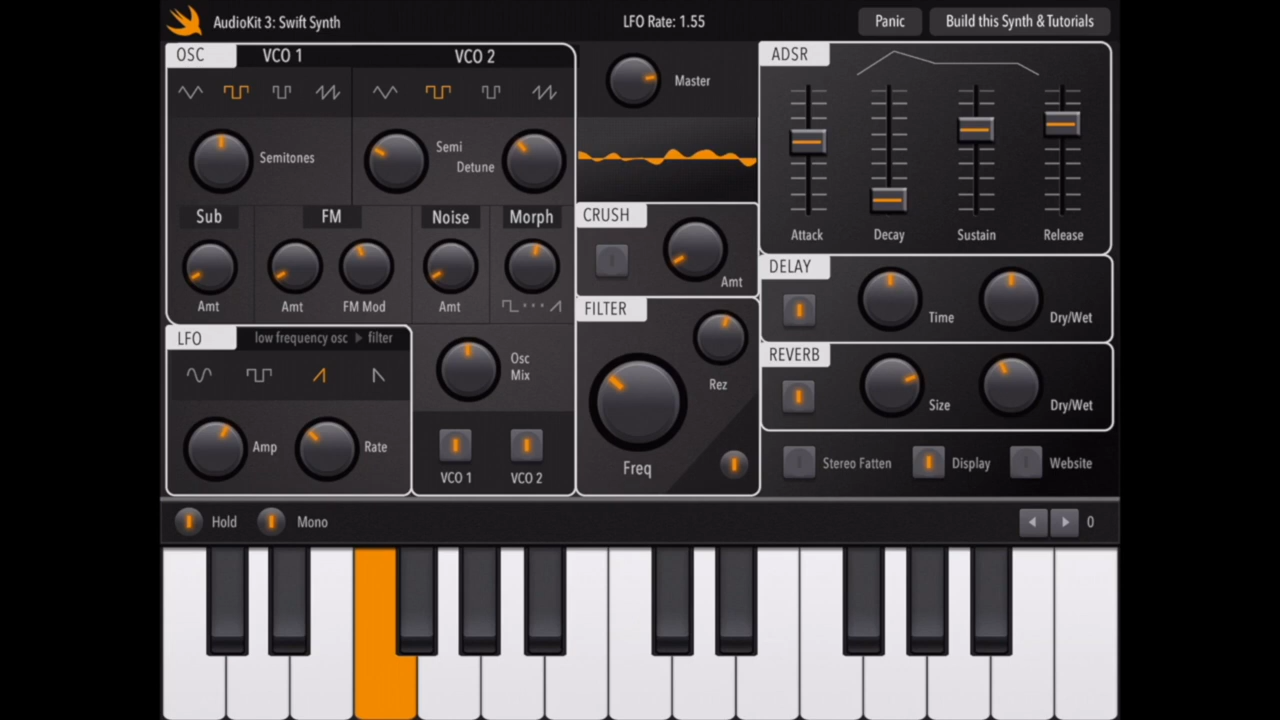 AudioKit 3: Swift Synth
LFO Rate: 1.55
Panic
Build this Synth & Tutorials
OSC
VCO 1
VCO 2
Semitones
Semi
Detune
Sub
FM
Noise
Morph
Amt
Amt
FM Mod
Amt
LFO
low frequency osc
filter
Amp
Rate
Osc
Mix
VCO 1
VCO 2
Master
CRUSH
Amt
FILTER
Rez
Freq
ADSR
Attack
Decay
Sustain
Release
DELAY
Time
Dry/Wet
REVERB
Size
Dry/Wet
Stereo Fatten
Display
Website
Hold
Mono
0